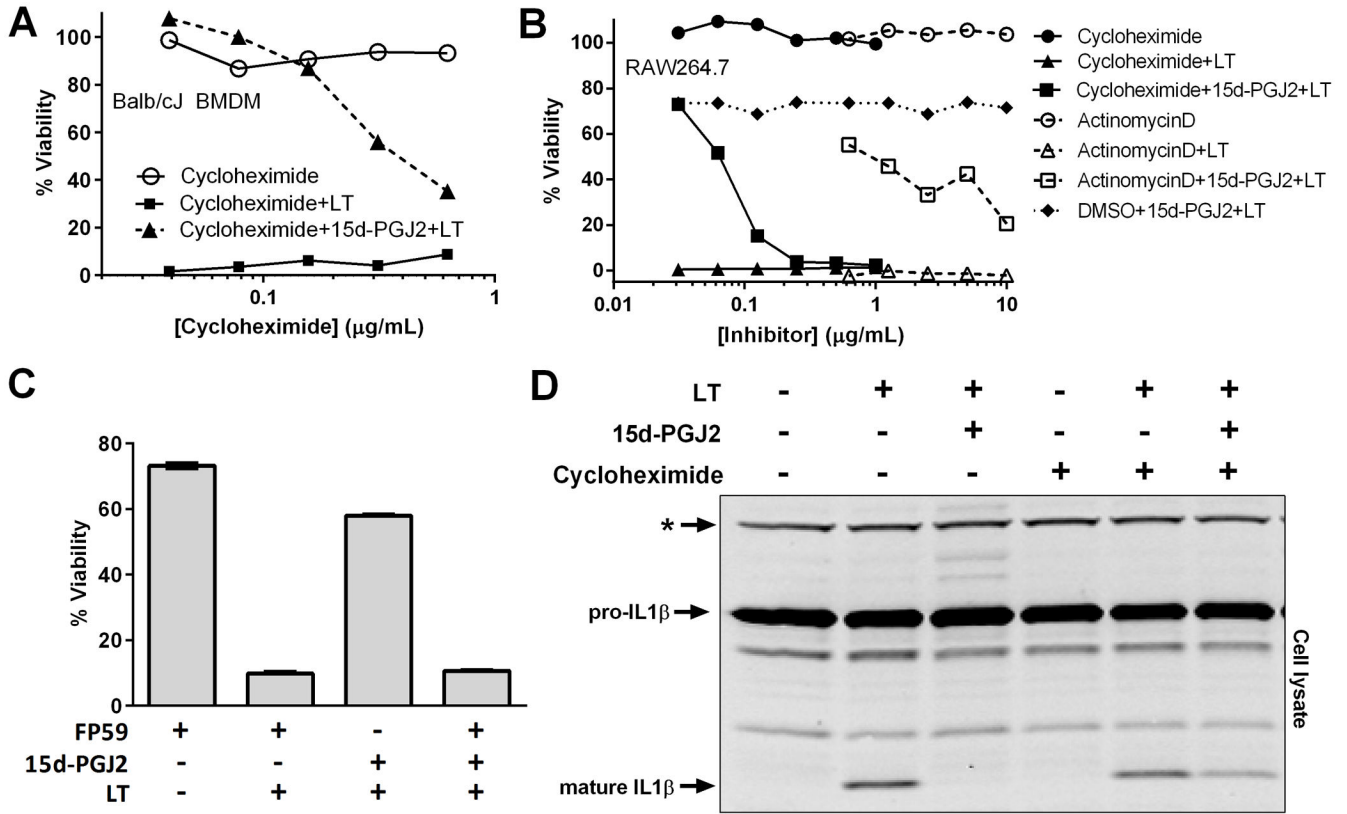 A
100
80
60
40
20
0
% Viability
Balb/cJ BMDM
Cycloheximide
Cycloheximide+LT
Cycloheximide+15d-PGJ2+LT
0.1
1
[Cycloheximide] (μg/mL)
B
100
80
60
40
20
0
% Viability
RAW264.7
0.01
0.1
1
10
[Inhibitor] (μg/mL)
Cycloheximide
Cycloheximide+LT
Cycloheximide+15d-PGJ2+LT
ActinomycinD
ActinomycinD+LT
ActinomycinD+15d-PGJ2+LT
DMSO+15d-PGJ2+LT
C
80
60
40
20
0
% Viability
FP59 + + - +
15d-PGJ2 - - + +
LT - + + +
D
LT - + + - + +
15d-PGJ2 - - + - - +
Cycloheximide - - - + + +
*
pro-IL1β
mature IL1β
Cell lysate